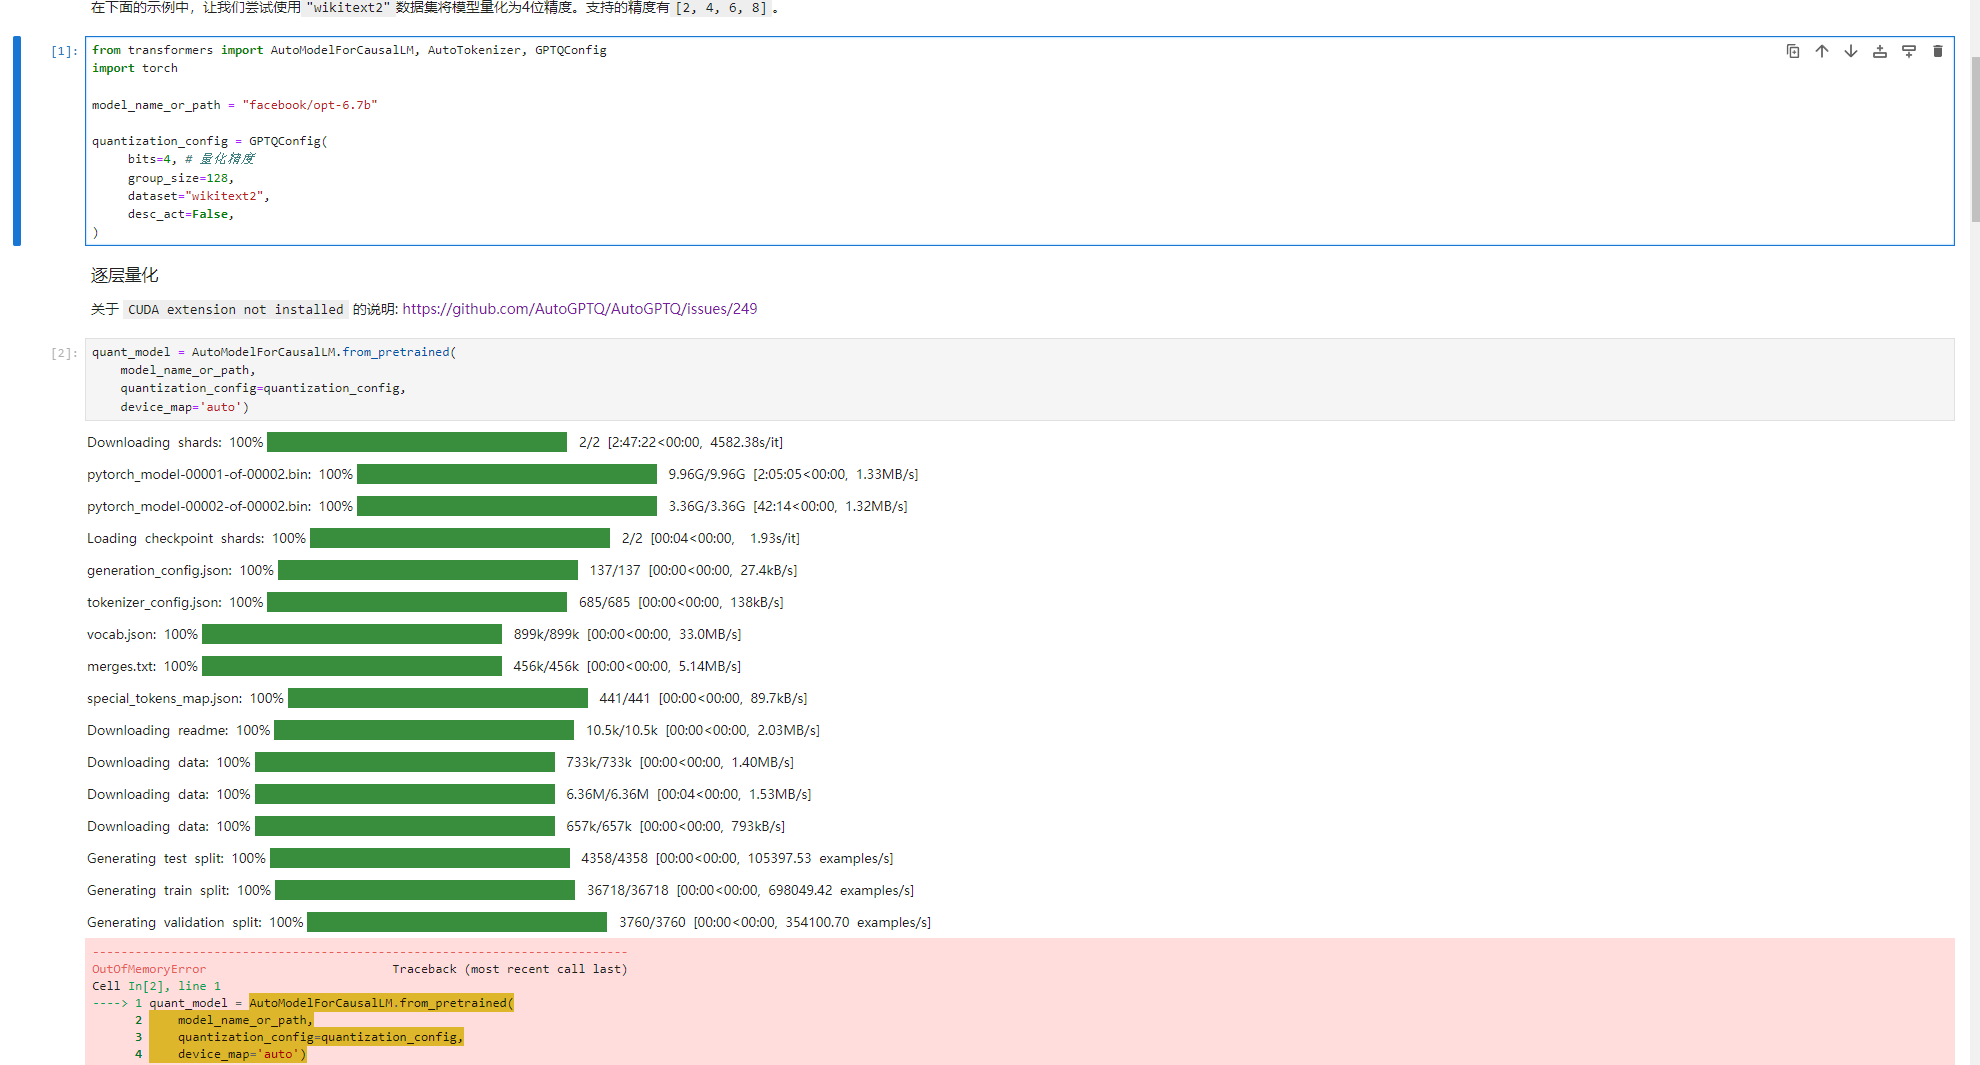 在下面的示例中，让我们尝试使用 "wikitext2" 数据集将模型量化为4位精度。支持的精度有 [2, 4, 6, 8] 。
[1]:
from transformers import AutoModelForCausalLM, AutoTokenizer, GPTQConfig
import torch
model_name_or_path = "facebook/opt-6.7b"
quantization_config = GPTQConfig(
     bits=4, # 量化精度
     group_size=128,
     dataset="wikitext2",
     desc_act=False,
)
逐层量化
关于 CUDA extension not installed 的说明: https://github.com/AutoGPTQ/AutoGPTQ/issues/249
[2]:
quant_model = AutoModelForCausalLM.from_pretrained(
    model_name_or_path,
    quantization_config=quantization_config,
    device_map='auto')
Downloading shards: 100% 2/2 [2:47:22<00:00, 4582.38s/it]
pytorch_model-00001-of-00002.bin: 100% 9.96G/9.96G [2:05:05<00:00, 1.33MB/s]
pytorch_model-00002-of-00002.bin: 100% 3.36G/3.36G [42:14<00:00, 1.32MB/s]
Loading checkpoint shards: 100% 2/2 [00:04<00:00, 1.93s/it]
generation_config.json: 100% 137/137 [00:00<00:00, 27.4kB/s]
tokenizer_config.json: 100% 685/685 [00:00<00:00, 138kB/s]
vocab.json: 100% 899k/899k [00:00<00:00, 33.0MB/s]
merges.txt: 100% 456k/456k [00:00<00:00, 5.14MB/s]
special_tokens_map.json: 100% 441/441 [00:00<00:00, 89.7kB/s]
Downloading readme: 100% 10.5k/10.5k [00:00<00:00, 2.03MB/s]
Downloading data: 100% 733k/733k [00:00<00:00, 1.40MB/s]
Downloading data: 100% 6.36M/6.36M [00:04<00:00, 1.53MB/s]
Downloading data: 100% 657k/657k [00:00<00:00, 793kB/s]
Generating test split: 100% 4358/4358 [00:00<00:00, 105397.53 examples/s]
Generating train split: 100% 36718/36718 [00:00<00:00, 698049.42 examples/s]
Generating validation split: 100% 3760/3760 [00:00<00:00, 354100.70 examples/s]
---------------------------------------------------------------------------
OutOfMemoryError                          Traceback (most recent call last)
Cell In[2], line 1
----> 1 quant_model = AutoModelForCausalLM.from_pretrained(
      2     model_name_or_path,
      3     quantization_config=quantization_config,
      4     device_map='auto')